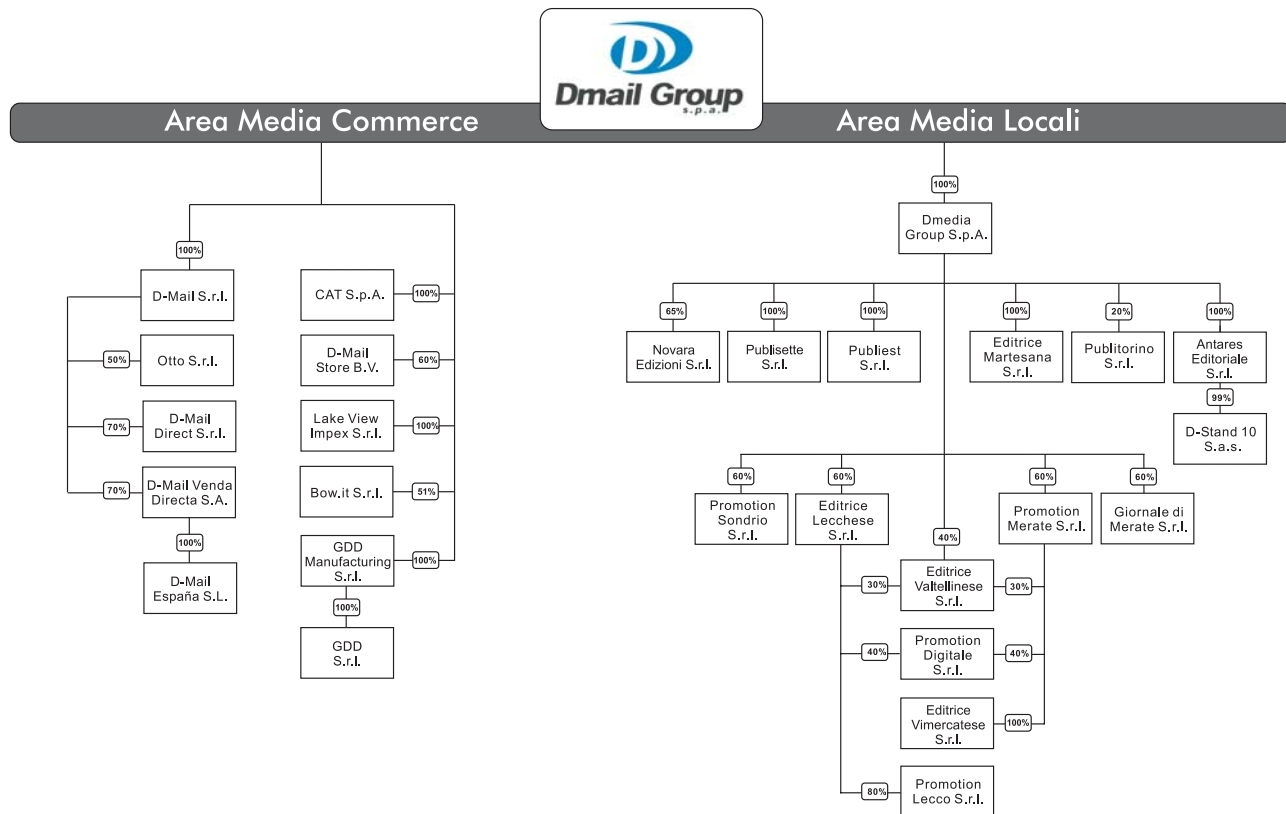 Dmail Group
s.p.a.
Area Media Commerce
Area Media Locali
100%
D-Mail S.r.l.
50%
Otto S.r.l.
70%
D-Mail
Direct S.r.l.
70%
D-Mail Venda
Directa S.A.
100%
D-Mail
España S.L.
CAT S.p.A.
100%
D-Mail
Store B.V.
60%
Lake View
Impex S.r.l.
100%
Bow.it S.r.l.
51%
GDD
Manufacturing
S.r.l.
100%
100%
GDD
S.r.l.
100%
Dmedia
Group S.p.A.
65%
Novara
Edizioni S.r.l.
100%
Publisette
S.r.l.
100%
Publiest
S.r.l.
100%
Editrice
Martesana
S.r.l.
20%
Publitorino
S.r.l.
100%
Antares
Editoriale
S.r.l.
99%
D-Stand 10
S.a.s.
60%
Promotion
Sondrio
S.r.l.
60%
Editrice
Lecchese
S.r.l.
60%
Promotion
Merate S.r.l.
60%
Giornale di
Merate S.r.l.
40%
30%
Editrice
Valtellinese
S.r.l.
30%
40%
Promotion
Digitale
S.r.l.
40%
Editrice
Vimercatese
S.r.l.
100%
80%
Promotion
Lecco S.r.l.